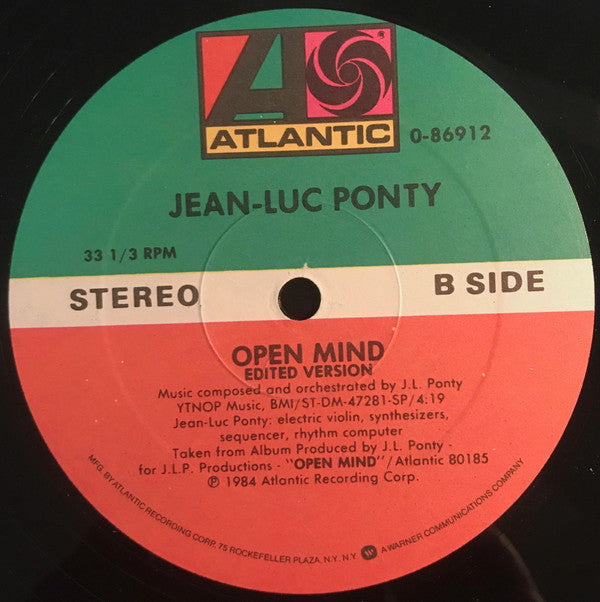 ATLANTIC
0-86912
JEAN-LUC PONTY
33 1/3 RPM
STEREO
B SIDE
OPEN MIND
EDITED VERSION
Music composed and orchestrated by J.L. Ponty
YTNOP Music, BMI/ST-DM-47281-SP/4:19
Jean-Luc Ponty: electric violin, synthesizers,
sequencer, rhythm computer
Taken from Album Produced by J.L. Ponty -
for J.L.P. Productions - "OPEN MIND"/Atlantic 80185
℗ 1984 Atlantic Recording Corp.
MFG. BY ATLANTIC RECORDING CORP. 75 ROCKEFELLER PLAZA, N.Y. N.Y. A WARNER COMMUNICATIONS COMPANY